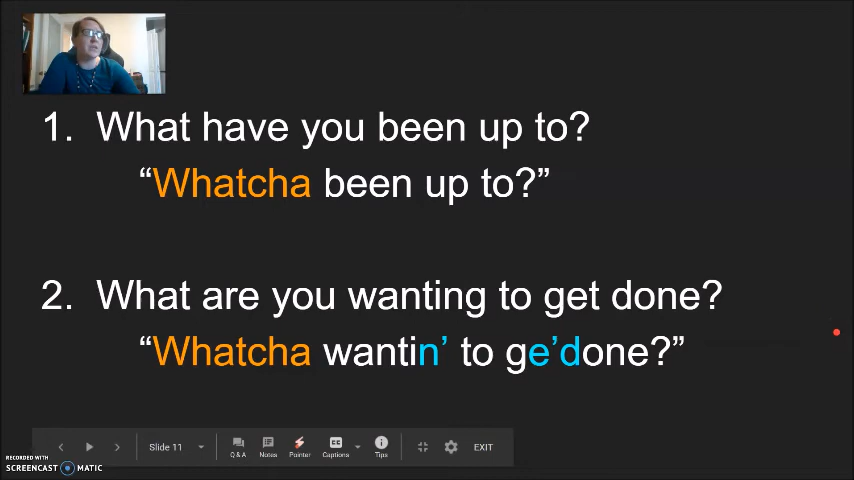 1. What have you been up to?
“Whatcha been up to?”
2. What are you wanting to get done?
“Whatcha wantin’ to ge’done?”
Slide 11
Q & A
Notes
Pointer
Captions
Tips
EXIT
RECORDED WITH
SCREENCAST MATIC